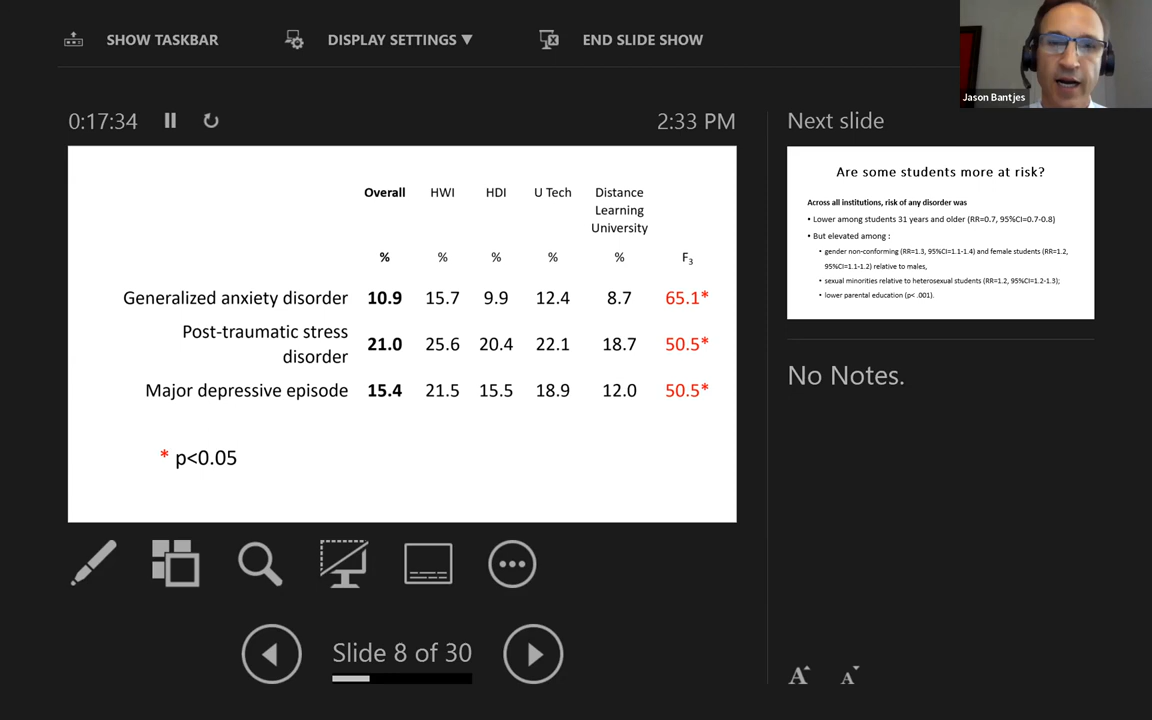 SHOW TASKBAR
DISPLAY SETTINGS ▼
END SLIDE SHOW
Jason Bantjes
0:17:34
2:33 PM
Overall HWI HDI U Tech Distance
Learning
University
% % % % % F3
Generalized anxiety disorder 10.9 15.7 9.9 12.4 8.7 65.1*
Post-traumatic stress
disorder 21.0 25.6 20.4 22.1 18.7 50.5*
Major depressive episode 15.4 21.5 15.5 18.9 12.0 50.5*
* p<0.05
Slide 8 of 30
Next slide
Are some students more at risk?
Across all institutions, risk of any disorder was
• Lower among students 31 years and older (RR=0.7, 95%CI=0.7-0.8)
• But elevated among :
• gender non-conforming (RR=1.3, 95%CI=1.1-1.4) and female students (RR=1.2,
95%CI=1.1-1.2) relative to males,
• sexual minorities relative to heterosexual students (RR=1.2, 95%CI=1.2-1.3);
• lower parental education (p< .001).
No Notes.
A A